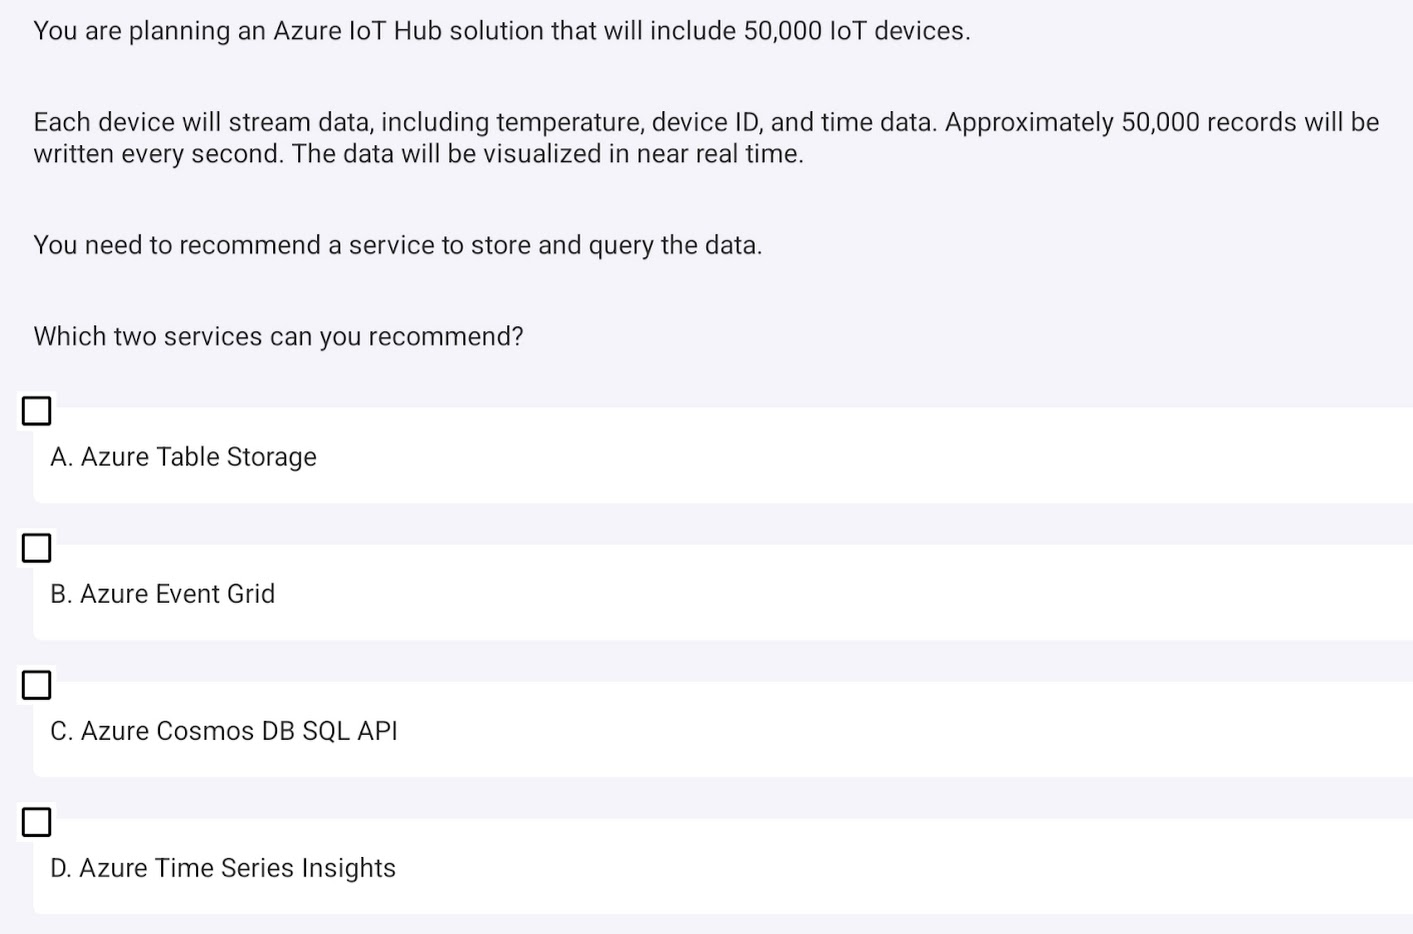 You are planning an Azure IoT Hub solution that will include 50,000 IoT devices.
Each device will stream data, including temperature, device ID, and time data. Approximately 50,000 records will be
written every second. The data will be visualized in near real time.
You need to recommend a service to store and query the data.
Which two services can you recommend?
A. Azure Table Storage
B. Azure Event Grid
C. Azure Cosmos DB SQL API
D. Azure Time Series Insights